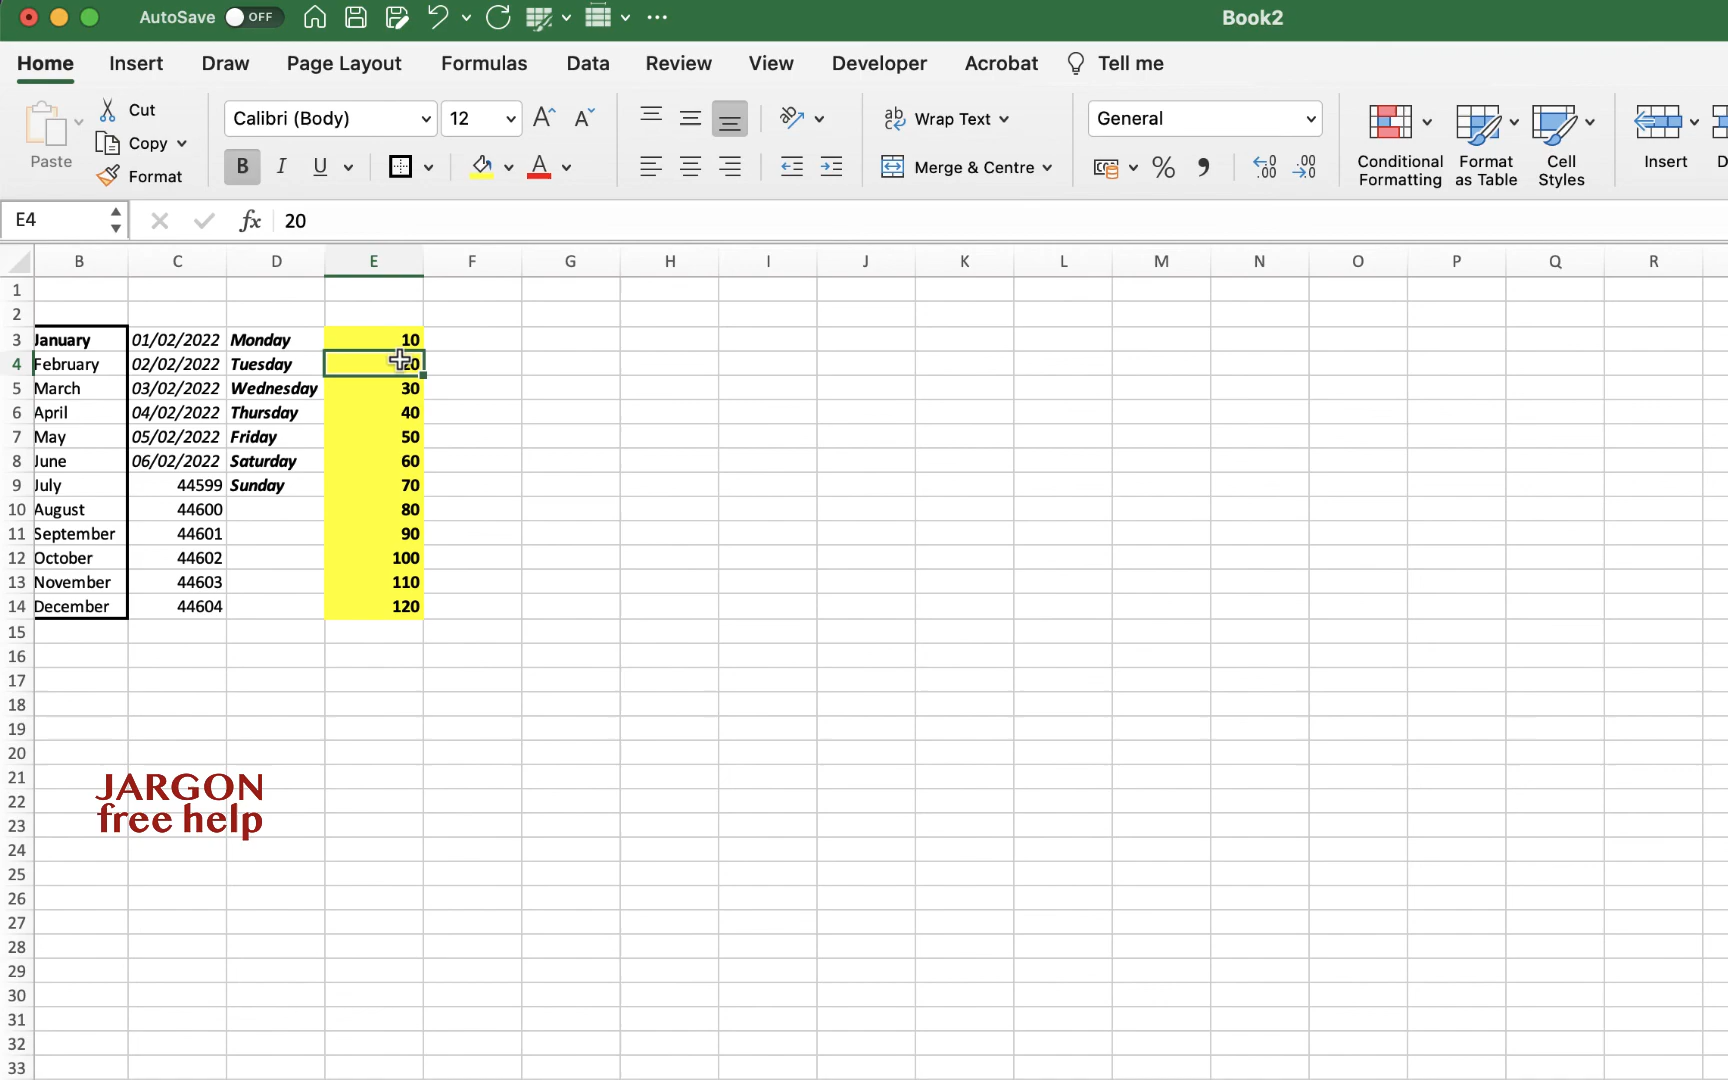 AutoSave OFF Book2
Home Insert Draw Page Layout Formulas Data Review View Developer Acrobat Tell me
Paste Cut Copy Format
Calibri (Body) 12
B I U A
Wrap Text
Merge & Centre
General
Conditional Formatting
Format as Table
Cell Styles
Insert
E4 fx 20
B C D E F G H I J K L M N O P Q R
1
2
3 January 01/02/2022 Monday 10
4 February 02/02/2022 Tuesday
5 March 03/02/2022 Wednesday 30
6 April 04/02/2022 Thursday 40
7 May 05/02/2022 Friday 50
8 June 06/02/2022 Saturday 60
9 July 44599 Sunday 70
10 August 44600 80
11 September 44601 90
12 October 44602 100
13 November 44603 110
14 December 44604 120
15
16
17
18
19
20
21
22
23
24
25
26
27
28
29
30
31
32
33
JARGON
free help